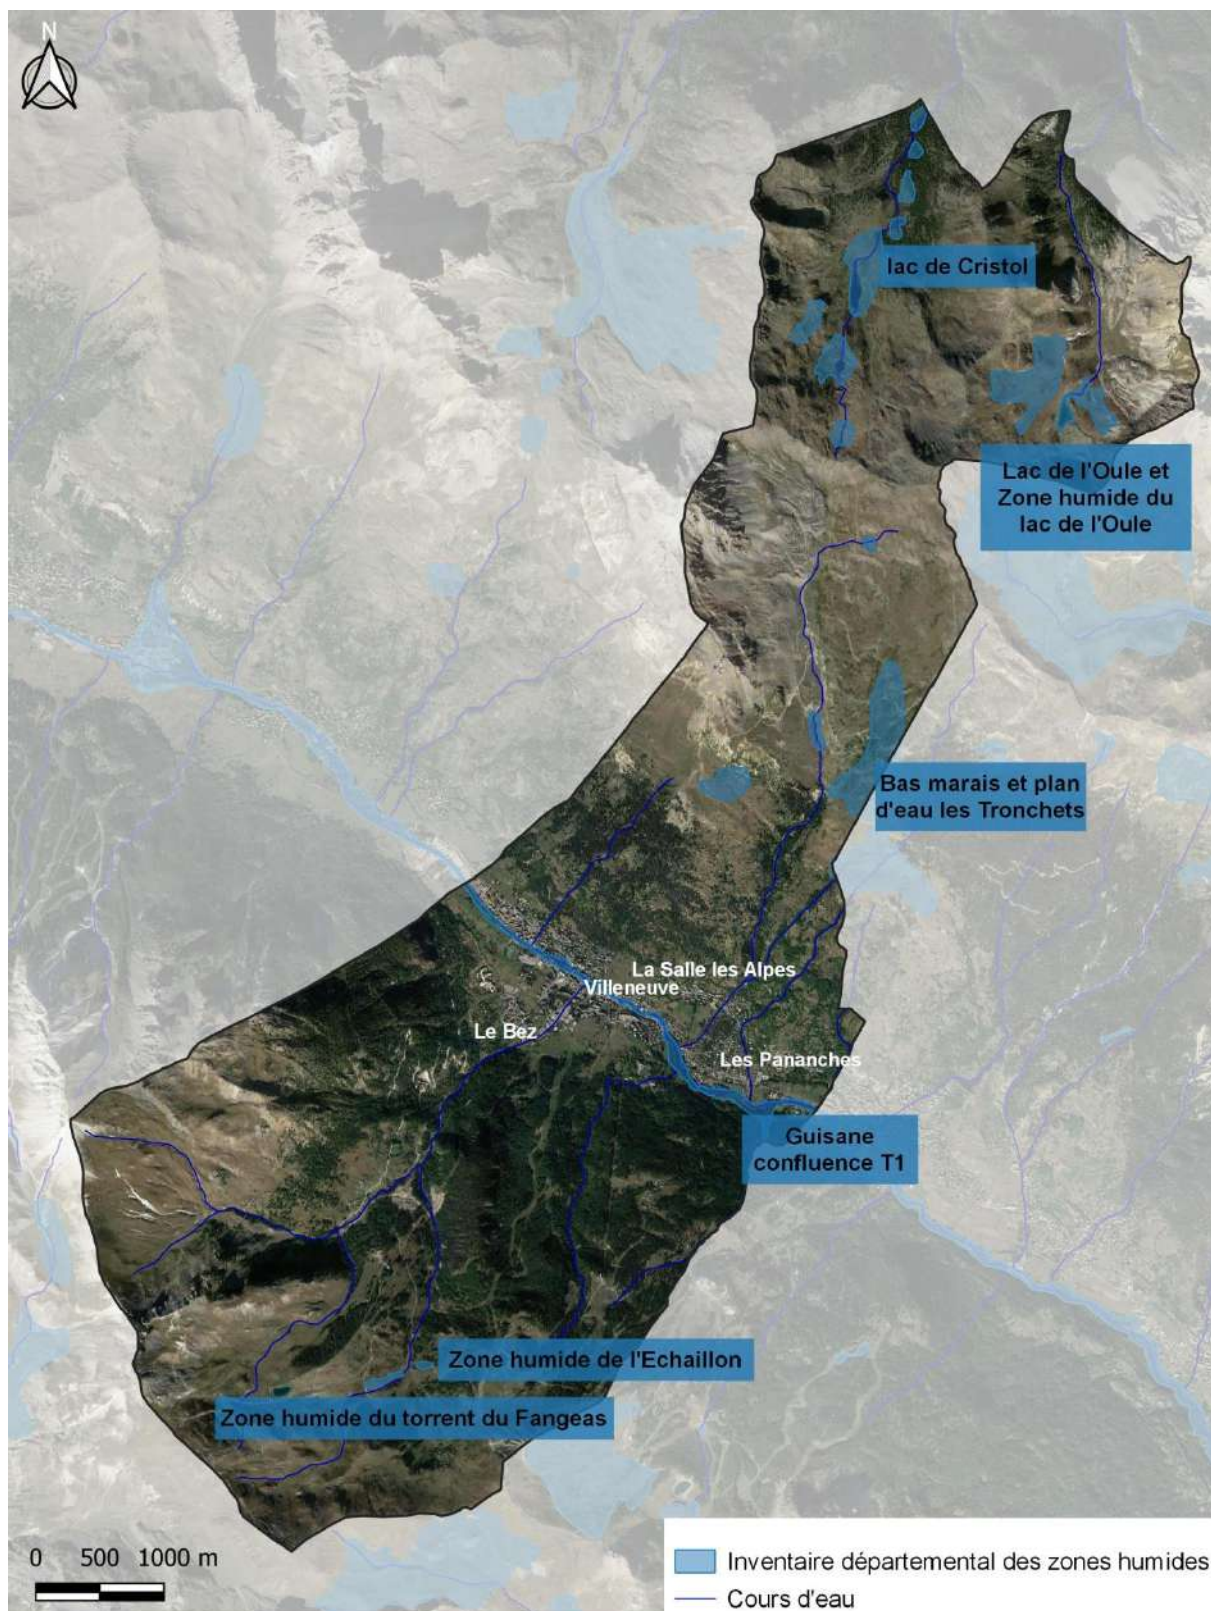 N
lac de Cristol
Lac de l'Oule et
Zone humide du
lac de l'Oule
Bas marais et plan
d'eau les Tronchets
La Salle les Alpes
Villeneuve
Le Bez
Les Pananches
Guisane
confluence T1
Zone humide de l'Echaillon
Zone humide du torrent du Fangeas
0 500 1000 m
Inventaire départemental des zones humides
Cours d'eau